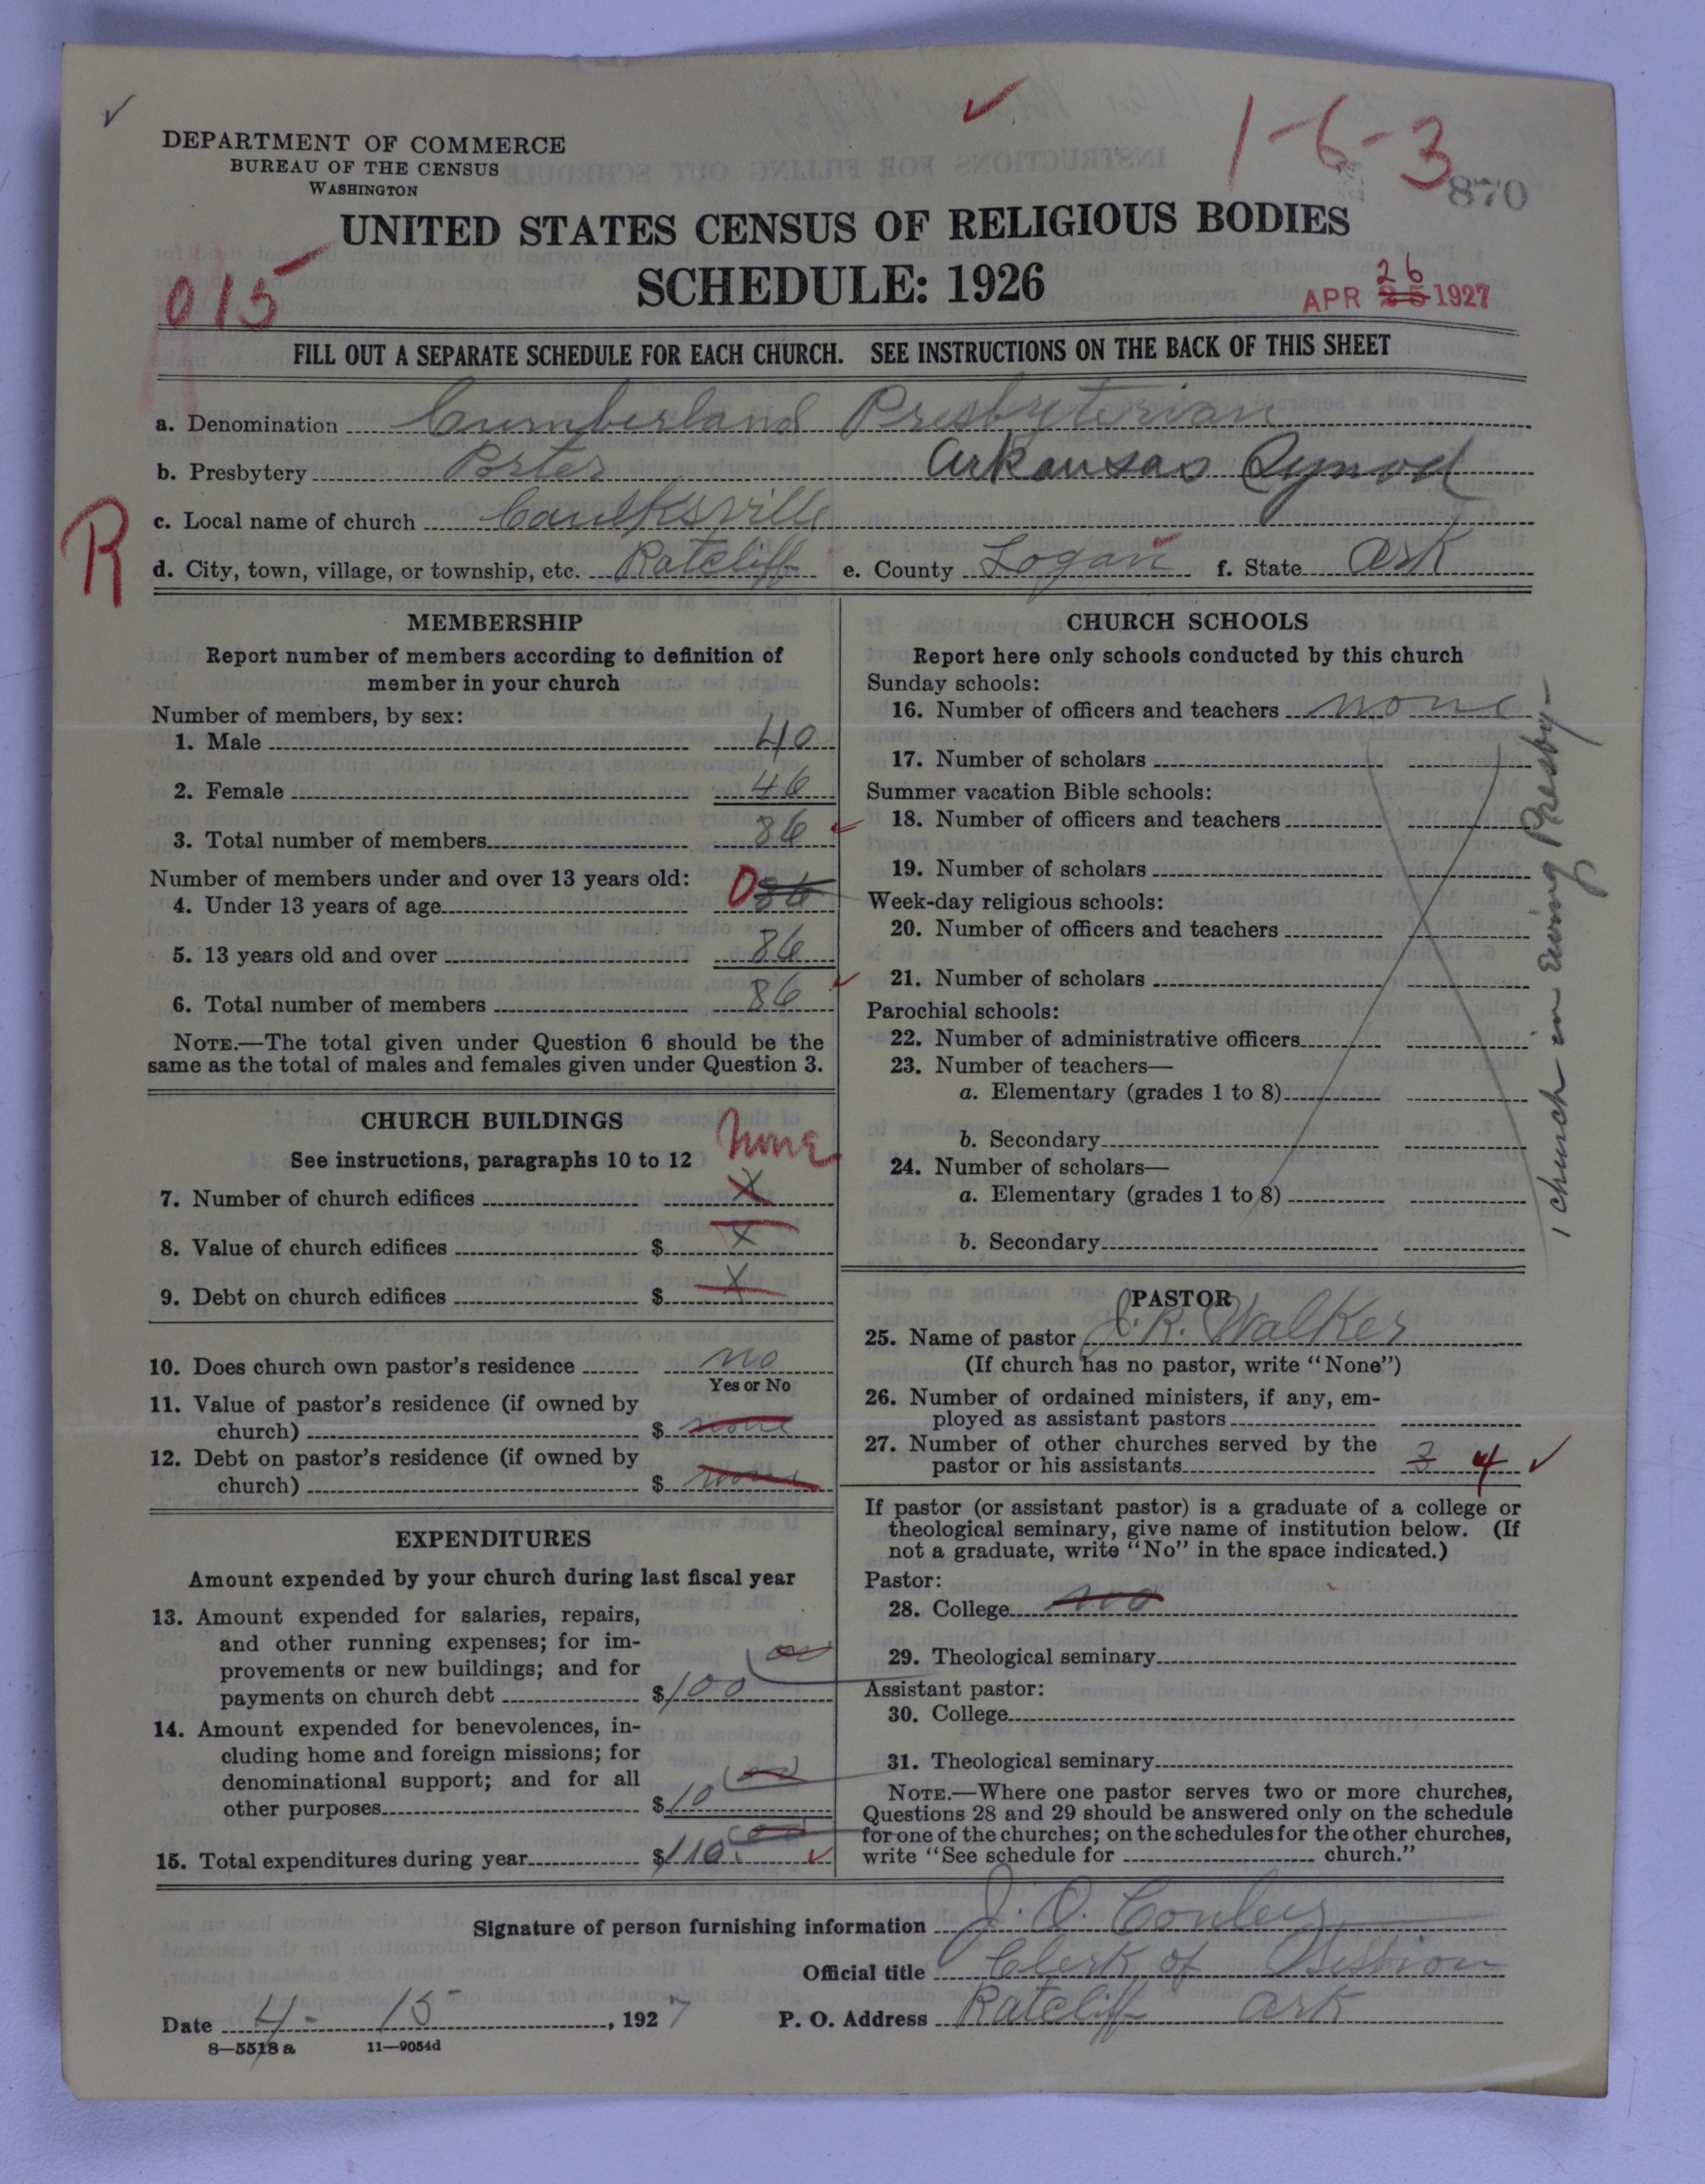 1-6-3
870
DEPARTMENT OF COMMERCE
BUREAU OF THE CENSUS
WASHINGTON
UNITED STATES CENSUS OF RELIGIOUS BODIES
SCHEDULE: 1926
015
APR 26 1927
FILL OUT A SEPARATE SCHEDULE FOR EACH CHURCH. SEE INSTRUCTIONS ON THE BACK OF THIS SHEET
a. Denomination Cumberland Presbyterian
b. Presbytery Porter Arkansas Synod
R
c. Local name of church Caulksville
d. City, town, village, or township, etc. Ratcliff e. County Logan f. State Ark
MEMBERSHIP
Report number of members according to definition of
member in your church
Number of members, by sex:
1. Male 40
2. Female 46
3. Total number of members 86
Number of members under and over 13 years old:
4. Under 13 years of age 0 86
5. 13 years old and over 86
6. Total number of members 86
NOTE.—The total given under Question 6 should be the
same as the total of males and females given under Question 3.
CHURCH BUILDINGS
See instructions, paragraphs 10 to 12 none
7. Number of church edifices X
8. Value of church edifices $ X
9. Debt on church edifices $ X
10. Does church own pastor's residence no
Yes or No
11. Value of pastor's residence (if owned by
church) $ none
12. Debt on pastor's residence (if owned by
church) $ none
EXPENDITURES
Amount expended by your church during last fiscal year
13. Amount expended for salaries, repairs,
and other running expenses; for im-
provements or new buildings; and for
payments on church debt $ 100 00
14. Amount expended for benevolences, in-
cluding home and foreign missions; for
denominational support; and for all
other purposes $ 10 00
15. Total expenditures during year $ 110.00
CHURCH SCHOOLS
Report here only schools conducted by this church
Sunday schools:
16. Number of officers and teachers none
17. Number of scholars
Summer vacation Bible schools:
18. Number of officers and teachers
19. Number of scholars
Week-day religious schools:
20. Number of officers and teachers
21. Number of scholars
Parochial schools:
22. Number of administrative officers
23. Number of teachers—
a. Elementary (grades 1 to 8)
b. Secondary
24. Number of scholars—
a. Elementary (grades 1 to 8)
b. Secondary
1 church in Ewing Presby-
PASTOR
25. Name of pastor J. R. Walker
(If church has no pastor, write "None")
26. Number of ordained ministers, if any, em-
ployed as assistant pastors
27. Number of other churches served by the
pastor or his assistants 3 4
If pastor (or assistant pastor) is a graduate of a college or
theological seminary, give name of institution below. (If
not a graduate, write "No" in the space indicated.)
Pastor:
28. College no
29. Theological seminary
Assistant pastor:
30. College
31. Theological seminary
NOTE.—Where one pastor serves two or more churches,
Questions 28 and 29 should be answered only on the schedule
for one of the churches; on the schedules for the other churches,
write "See schedule for church."
Signature of person furnishing information J. O. Conley
Official title Clerk of Session
Date 4- 15, 1927 P. O. Address Ratcliff Ark
8—5518 a 11—9054d